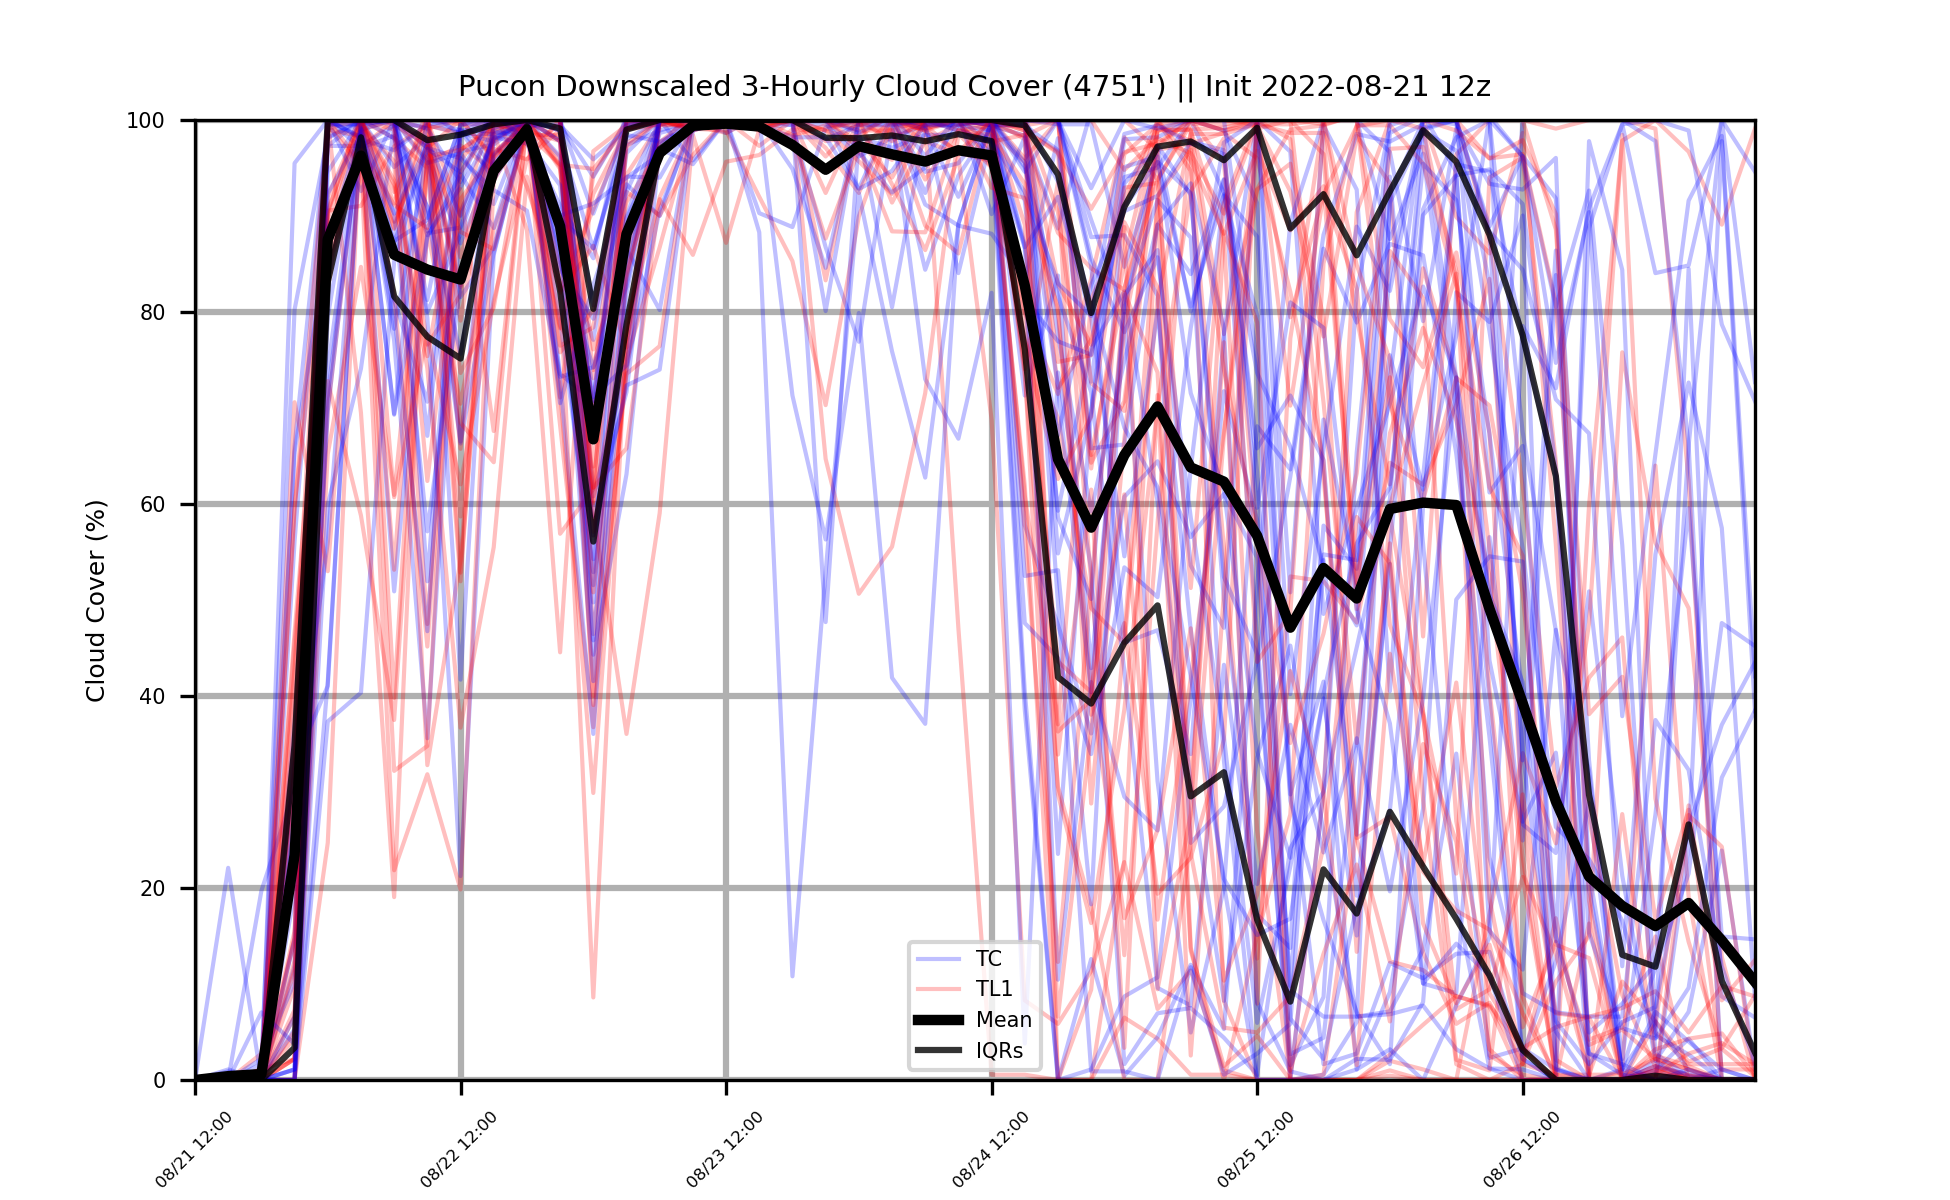 Pucon Downscaled 3-Hourly Cloud Cover (4751') || Init 2022-08-21 12z
Cloud Cover (%)
100
80
60
40
20
0
TC
TL1
Mean
IQRs
08/21 12:00
08/22 12:00
08/23 12:00
08/24 12:00
08/25 12:00
08/26 12:00